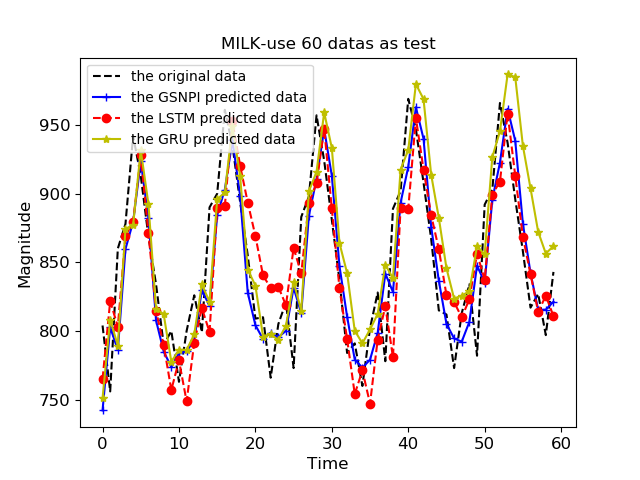 MILK-use 60 datas as test
the original data
the GSNPI predicted data
the LSTM predicted data
the GRU predicted data
Magnitude
950
900
850
800
750
0 10 20 30 40 50 60
Time